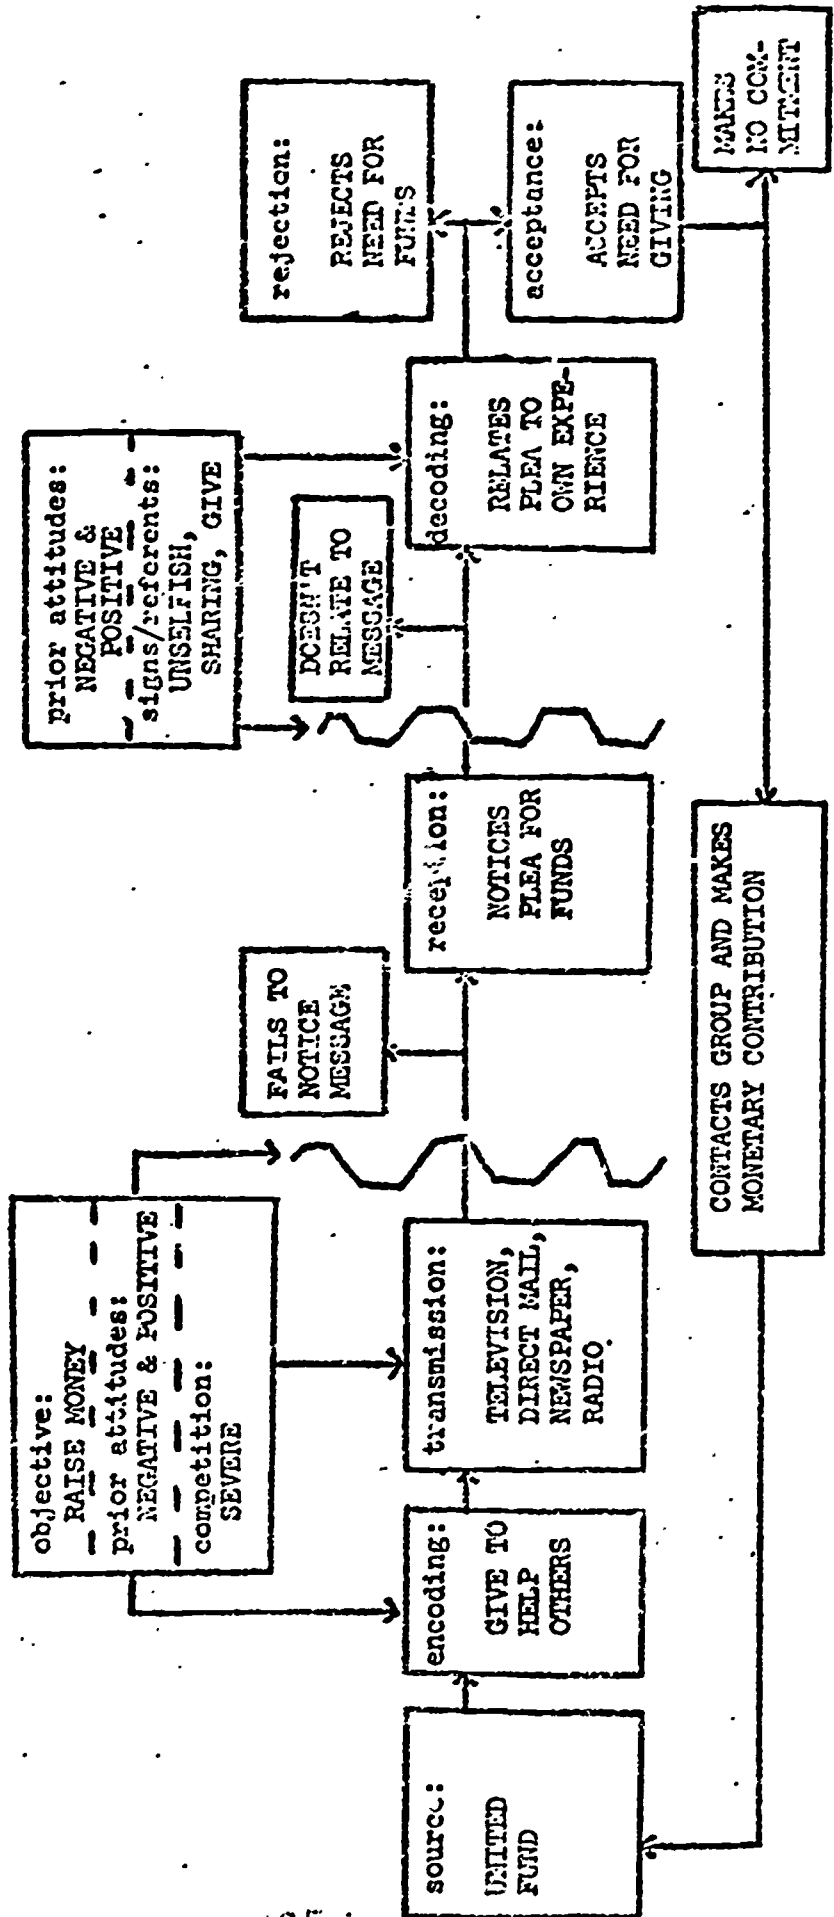 objective:
RAISE MONEY
prior attitudes:
NEGATIVE & POSITIVE
competition:
SEVERE
prior attitudes:
NEGATIVE &
POSITIVE
signs/referents:
UNSELFISH,
SHARING, GIVE
source:
UNITED
FUND
encoding:
GIVE TO
HELP
OTHERS
transmission:
TELEVISION,
DIRECT MAIL,
NEWSPAPER,
RADIO
FAILS TO
NOTICE
MESSAGE
reception:
NOTICES
PLEA FOR
FUNDS
DOESN'T
RELATE TO
MESSAGE
decoding:
RELATES
PLEA TO
OWN EXPE-
RIENCE
rejection:
REJECTS
NEED FOR
FUNDS
acceptance:
ACCEPTS
NEED FOR
GIVING
MAKES
NO COM-
MITMENT
CONTACTS GROUP AND MAKES
MONETARY CONTRIBUTION